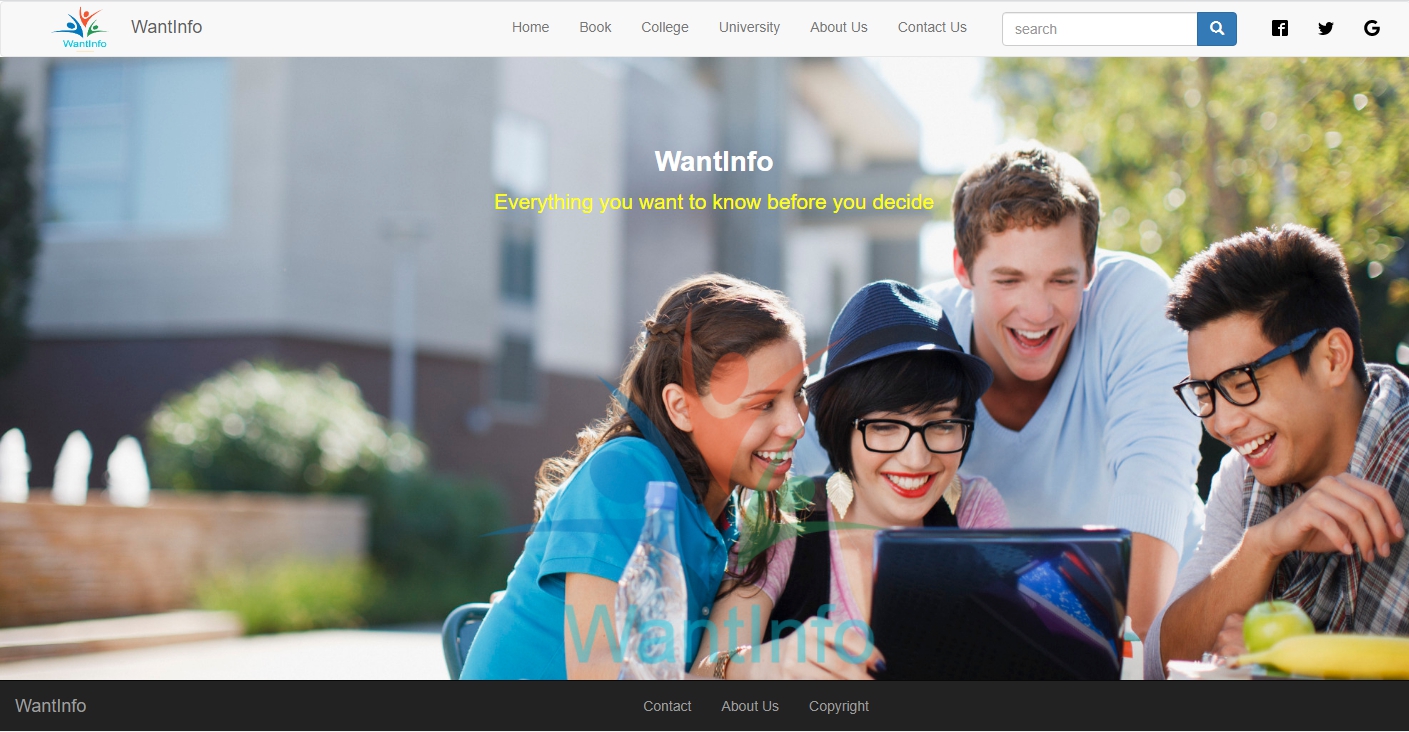 WantInfo
WantInfo
Home Book College University About Us Contact Us
search
WantInfo
Everything you want to know before you decide
WantInfo
WantInfo
Contact About Us Copyright